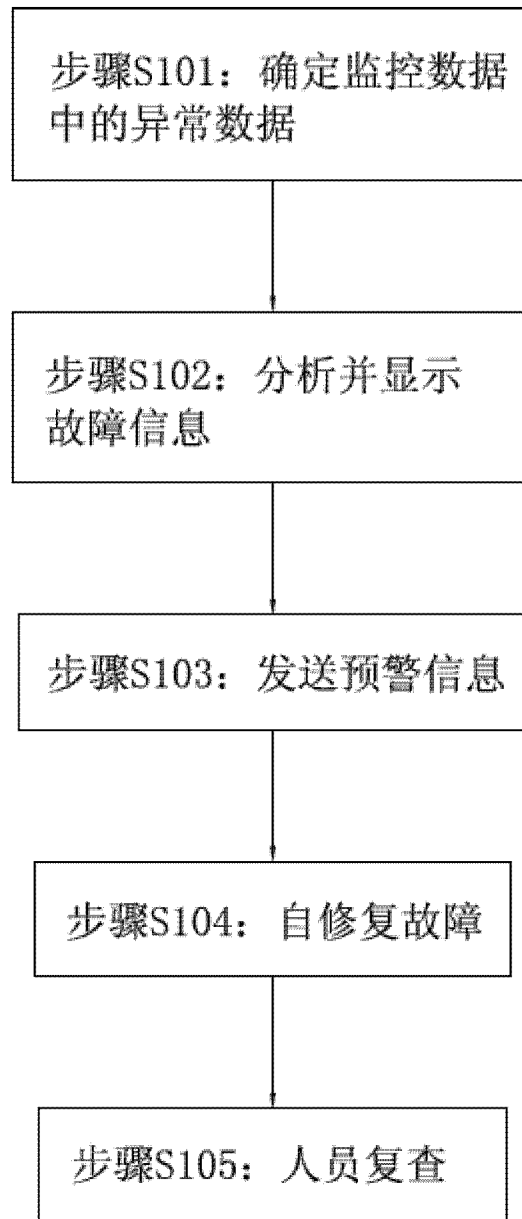 步骤S101：确定监控数据
中的异常数据
步骤S102：分析并显示
故障信息
步骤S103：发送预警信息
步骤S104：自修复故障
步骤S105：人员复查